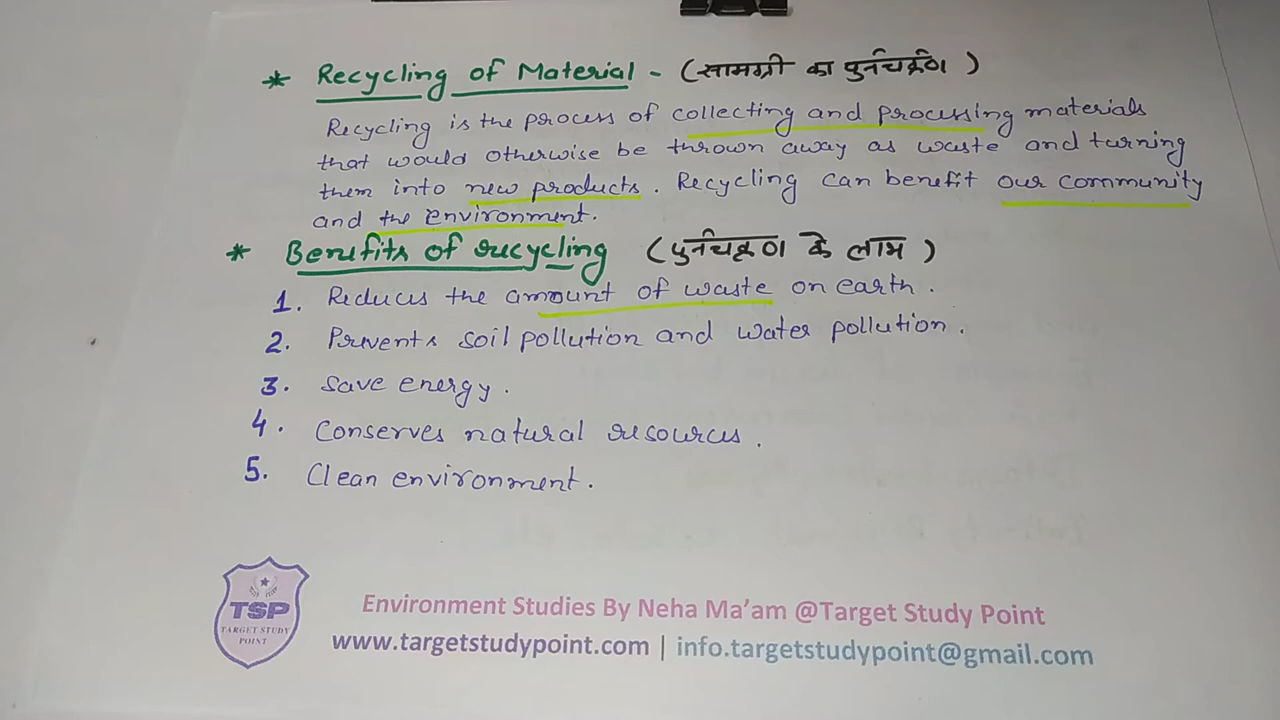 * Recycling of Material - (सामग्री का पुर्नचक्रण)
Recycling is the process of collecting and processing materials
that would otherwise be thrown away as waste and turning
them into new products. Recycling can benefit our community
and the environment.
* Benefits of recycling (पुर्नचक्रण के लाभ)
1. Reduces the amount of waste on earth.
2. Prevents soil pollution and water pollution.
3. Save energy.
4. Conserves natural resources.
5. Clean environment.
TSP
TARGET STUDY
POINT
Environment Studies By Neha Ma'am @Target Study Point
www.targetstudypoint.com | info.targetstudypoint@gmail.com